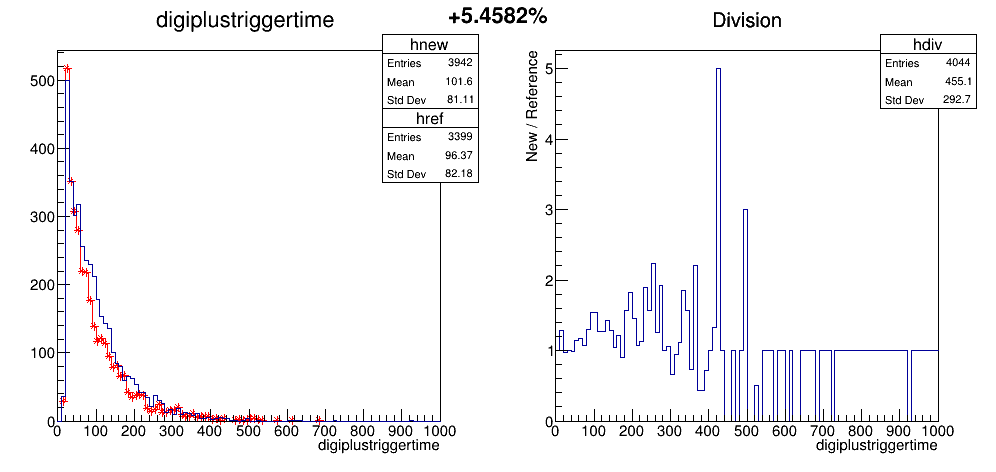 digiplustriggertime
+5.4582%
Division
hnew
Entries 3942
Mean 101.6
Std Dev 81.11
href
Entries 3399
Mean 96.37
Std Dev 82.18
500
400
300
200
100
0
0 100 200 300 400 500 600 700 800 900 1000
digiplustriggertime
hdiv
Entries 4044
Mean 455.1
Std Dev 292.7
New / Reference
5
4
3
2
1
0
0 100 200 300 400 500 600 700 800 900 1000
digiplustriggertime